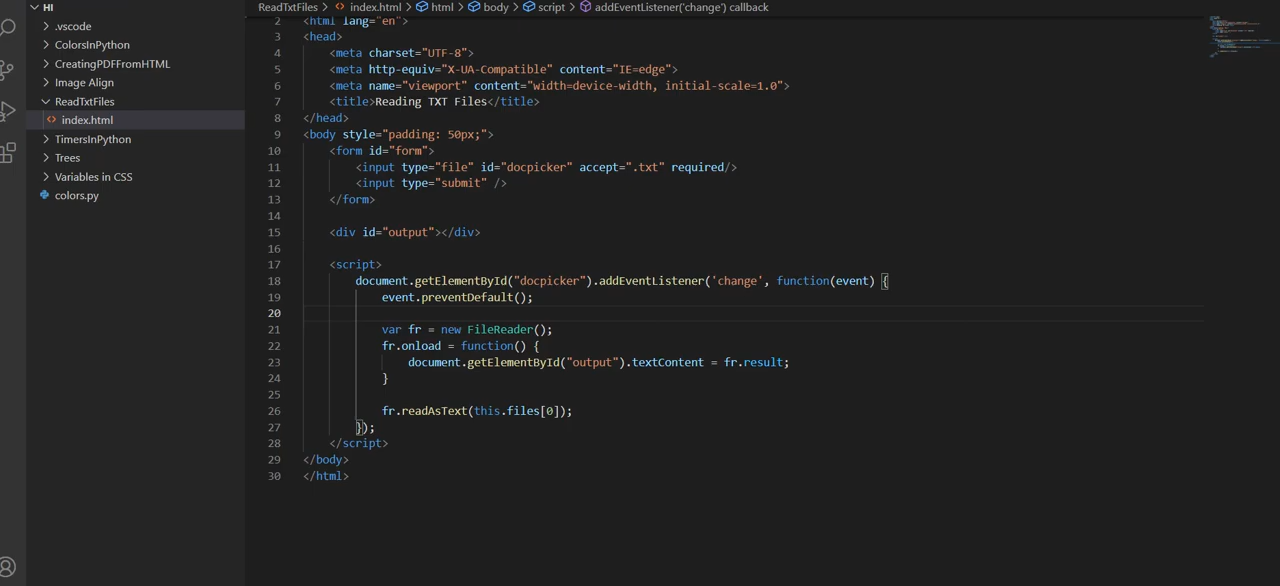 HI
.vscode
ColorsInPython
CreatingPDFFromHTML
Image Align
ReadTxtFiles
index.html
TimersInPython
Trees
Variables in CSS
colors.py
ReadTxtFiles > index.html > html > body > script > addEventListener('change') callback
2 <html lang="en">
3 <head>
4 <meta charset="UTF-8">
5 <meta http-equiv="X-UA-Compatible" content="IE=edge">
6 <meta name="viewport" content="width=device-width, initial-scale=1.0">
7 <title>Reading TXT Files</title>
8 </head>
9 <body style="padding: 50px;">
10 <form id="form">
11 <input type="file" id="docpicker" accept=".txt" required/>
12 <input type="submit" />
13 </form>
14
15 <div id="output"></div>
16
17 <script>
18 document.getElementById("docpicker").addEventListener('change', function(event) {
19 event.preventDefault();
20
21 var fr = new FileReader();
22 fr.onload = function() {
23 document.getElementById("output").textContent = fr.result;
24 }
25
26 fr.readAsText(this.files[0]);
27 });
28 </script>
29 </body>
30 </html>